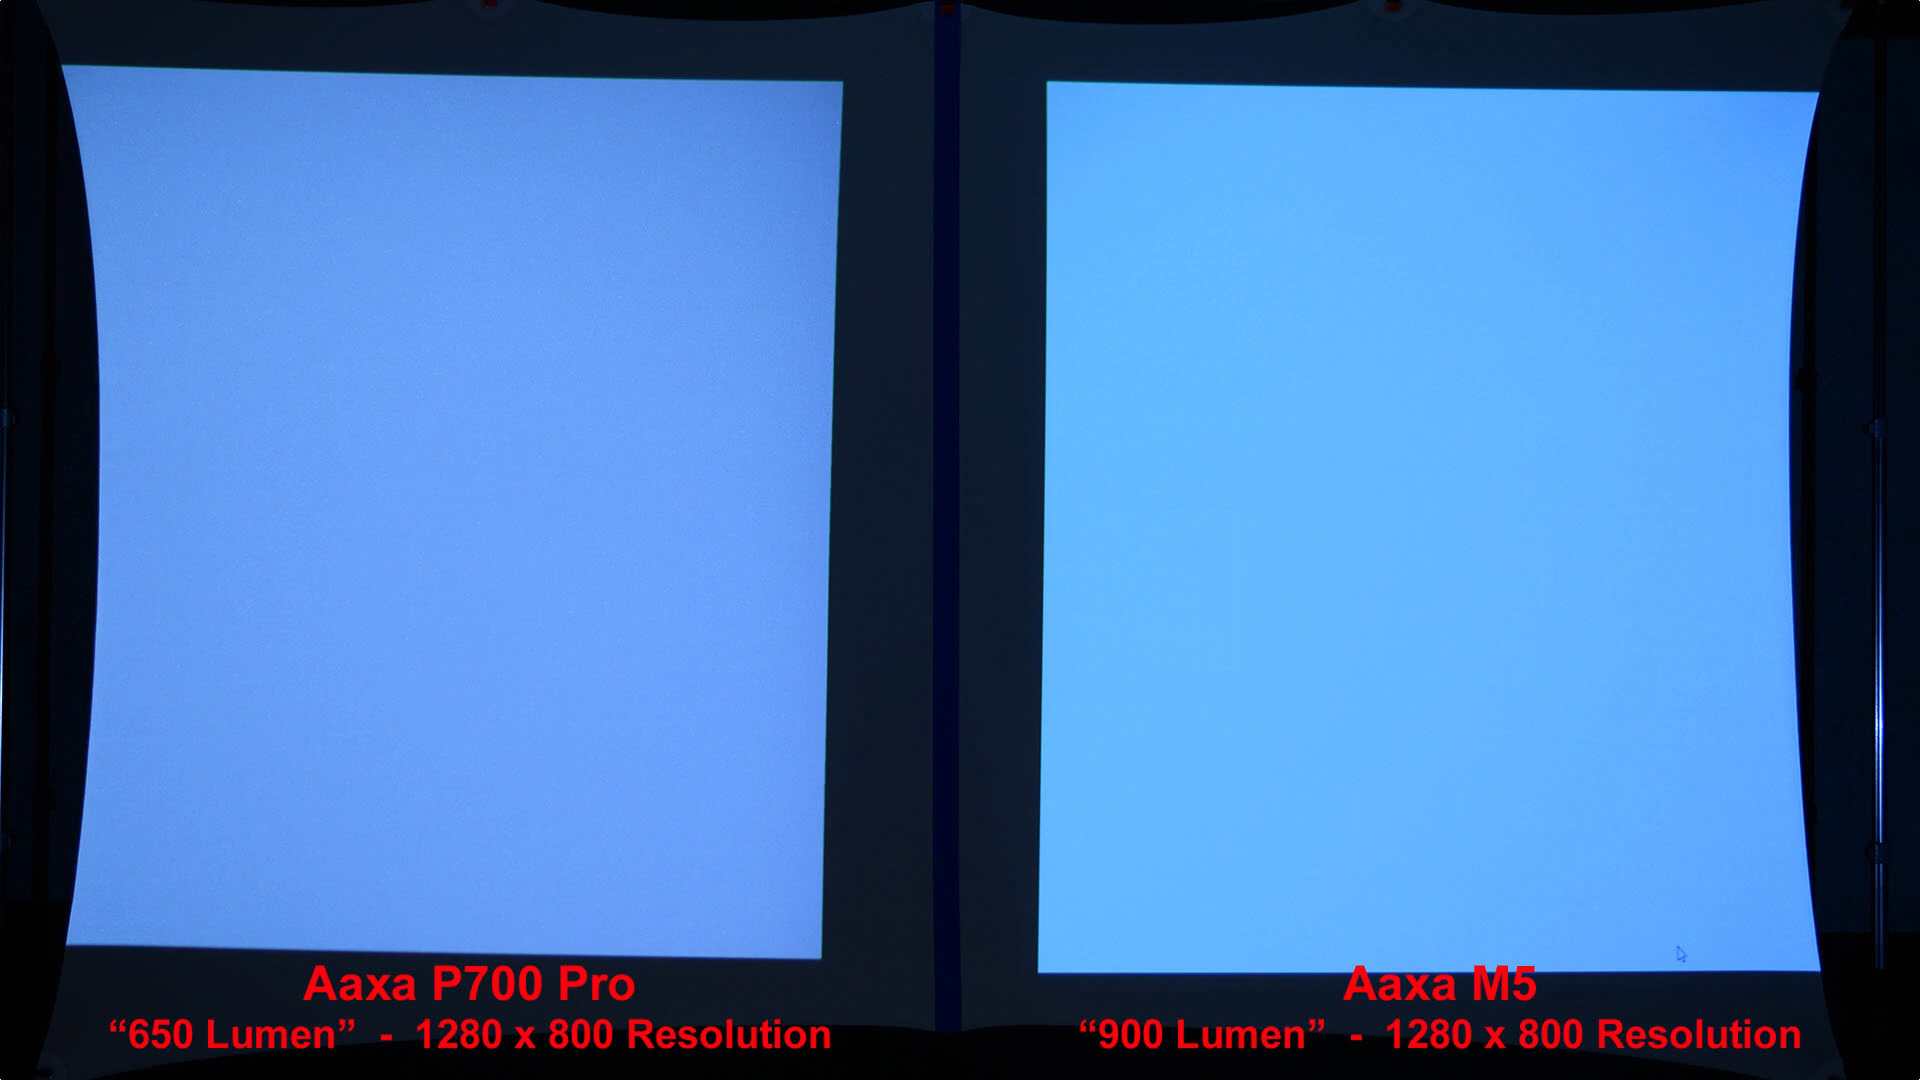 Aaxa P700 Pro
“650 Lumen” - 1280 x 800 Resolution
Aaxa M5
“900 Lumen” - 1280 x 800 Resolution